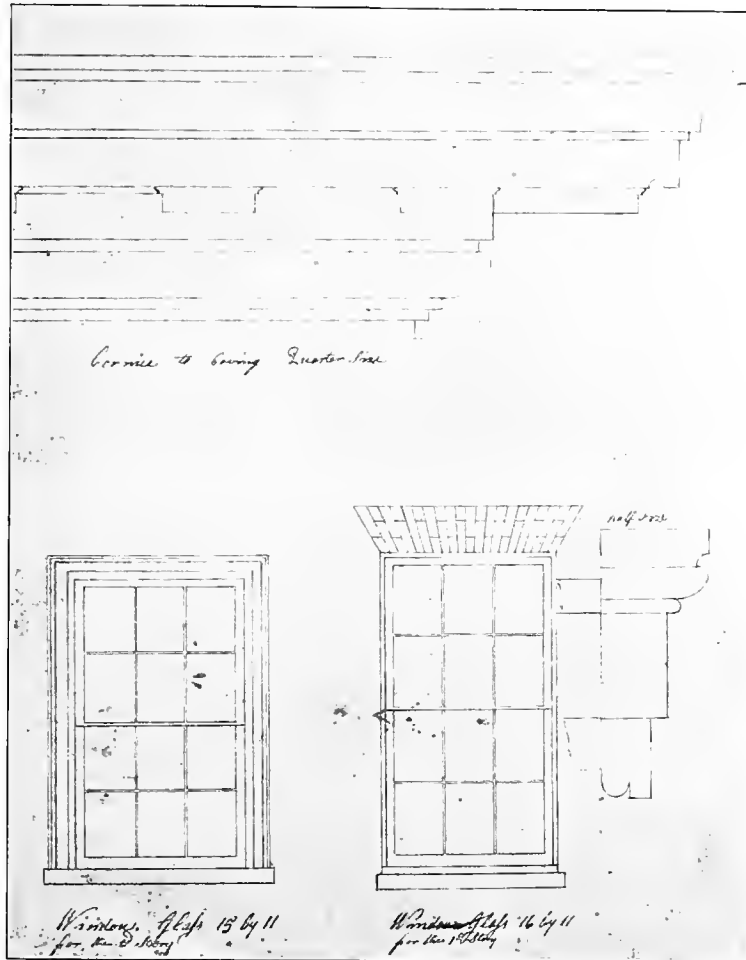 Cornice to Coving Quarter Size
half size
Windows Glass 15 by 11
for the 2 Story
Windows Glass 16 by 11
for the 1st Story